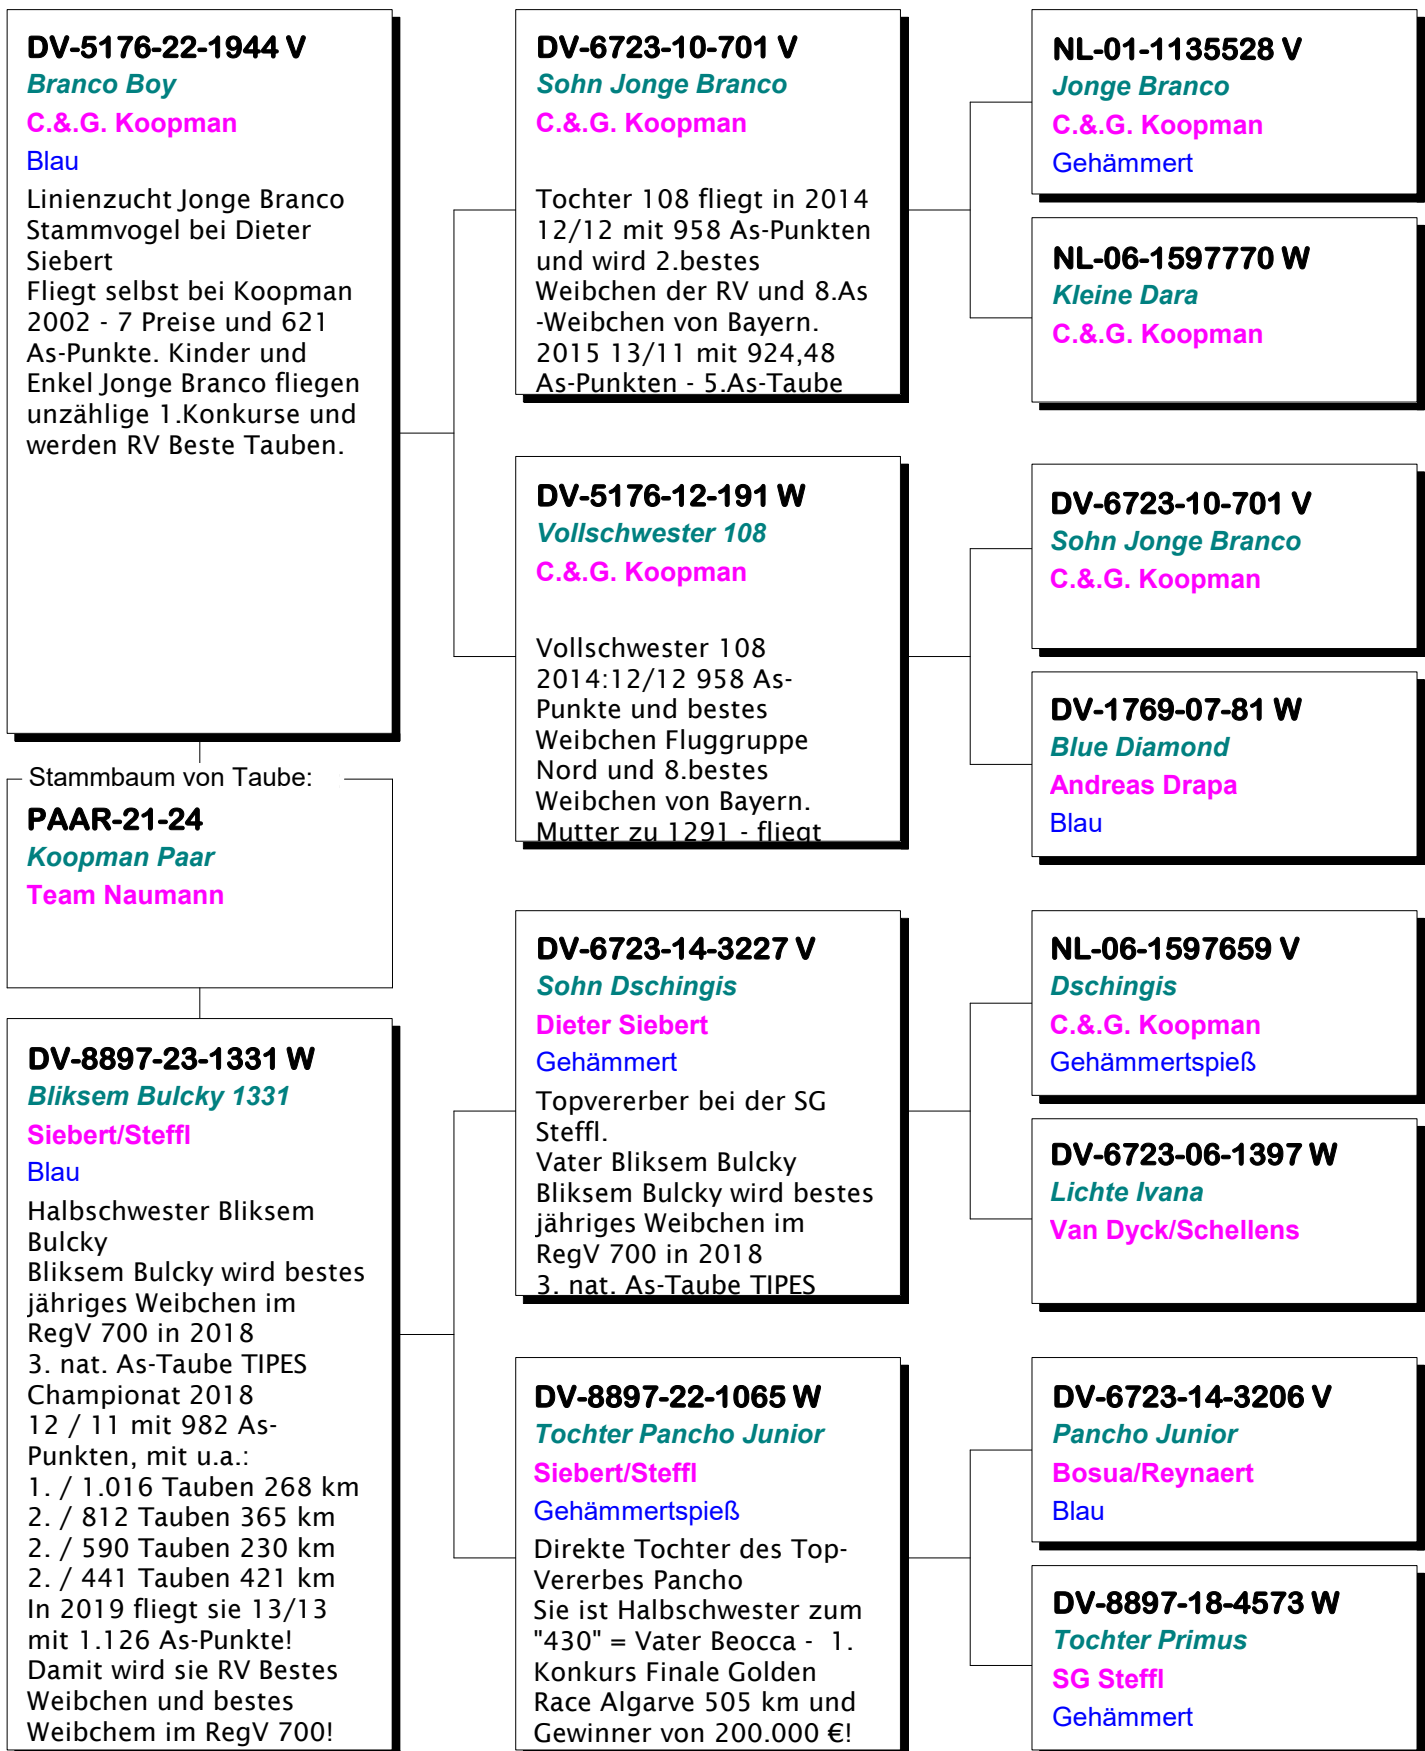 DV-5176-22-1944 V
Branco Boy
C.&.G. Koopman
Blau
Linienzucht Jonge Branco
Stammvogel bei Dieter
Siebert
Fliegt selbst bei Koopman
2002 - 7 Preise und 621
As-Punkte. Kinder und
Enkel Jonge Branco fliegen
unzählige 1.Konkurse und
werden RV Beste Tauben.
Stammbaum von Taube:
PAAR-21-24
Koopman Paar
Team Naumann
DV-8897-23-1331 W
Bliksem Bulcky 1331
Siebert/Steffl
Blau
Halbschwester Bliksem
Bulcky
Bliksem Bulcky wird bestes
jähriges Weibchen im
RegV 700 in 2018
3. nat. As-Taube TIPES
Championat 2018
12 / 11 mit 982 As-
Punkten, mit u.a.:
1. / 1.016 Tauben 268 km
2. / 812 Tauben 365 km
2. / 590 Tauben 230 km
2. / 441 Tauben 421 km
In 2019 fliegt sie 13/13
mit 1.126 As-Punkte!
Damit wird sie RV Bestes
Weibchen und bestes
Weibchem im RegV 700!
DV-6723-10-701 V
Sohn Jonge Branco
C.&.G. Koopman
Tochter 108 fliegt in 2014
12/12 mit 958 As-Punkten
und wird 2.bestes
Weibchen der RV und 8.As
-Weibchen von Bayern.
2015 13/11 mit 924,48
As-Punkten - 5.As-Taube
DV-5176-12-191 W
Vollschwester 108
C.&.G. Koopman
Vollschwester 108
2014:12/12 958 As-
Punkte und bestes
Weibchen Fluggruppe
Nord und 8.bestes
Weibchen von Bayern.
Mutter zu 1291 - fliegt
DV-6723-14-3227 V
Sohn Dschingis
Dieter Siebert
Gehämmert
Topvererber bei der SG
Steffl.
Vater Bliksem Bulcky
Bliksem Bulcky wird bestes
jähriges Weibchen im
RegV 700 in 2018
3. nat. As-Taube TIPES
DV-8897-22-1065 W
Tochter Pancho Junior
Siebert/Steffl
Gehämmertspieß
Direkte Tochter des Top-
Vererbes Pancho
Sie ist Halbschwester zum
"430" = Vater Beocca -  1.
Konkurs Finale Golden
Race Algarve 505 km und
Gewinner von 200.000 €!
NL-01-1135528 V
Jonge Branco
C.&.G. Koopman
Gehämmert
NL-06-1597770 W
Kleine Dara
C.&.G. Koopman
DV-6723-10-701 V
Sohn Jonge Branco
C.&.G. Koopman
DV-1769-07-81 W
Blue Diamond
Andreas Drapa
Blau
NL-06-1597659 V
Dschingis
C.&.G. Koopman
Gehämmertspieß
DV-6723-06-1397 W
Lichte Ivana
Van Dyck/Schellens
DV-6723-14-3206 V
Pancho Junior
Bosua/Reynaert
Blau
DV-8897-18-4573 W
Tochter Primus
SG Steffl
Gehämmert